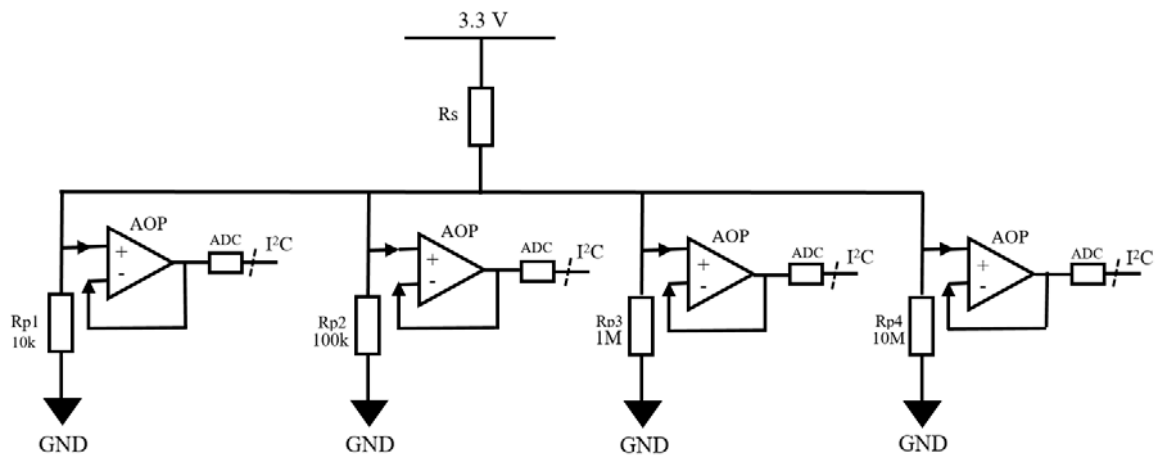 3.3 V
Rs
AOP
+
-
ADC
I²C
Rp1
10k
GND
AOP
+
-
ADC
I²C
Rp2
100k
GND
AOP
+
-
ADC
I²C
Rp3
1M
GND
AOP
+
-
ADC
I²C
Rp4
10M
GND